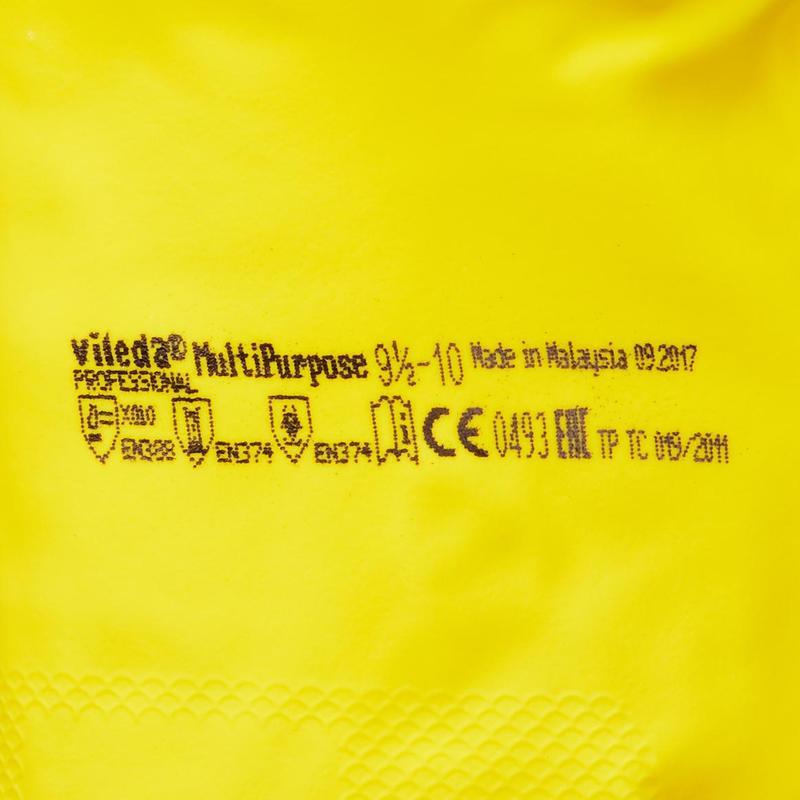 vileda® MultiPurpose 9½-10 Made in Malaysia 09.2017
PROFESSIONAL
EN388 EN374 EN374 i CE 0493 EAC TP TC 019/2011